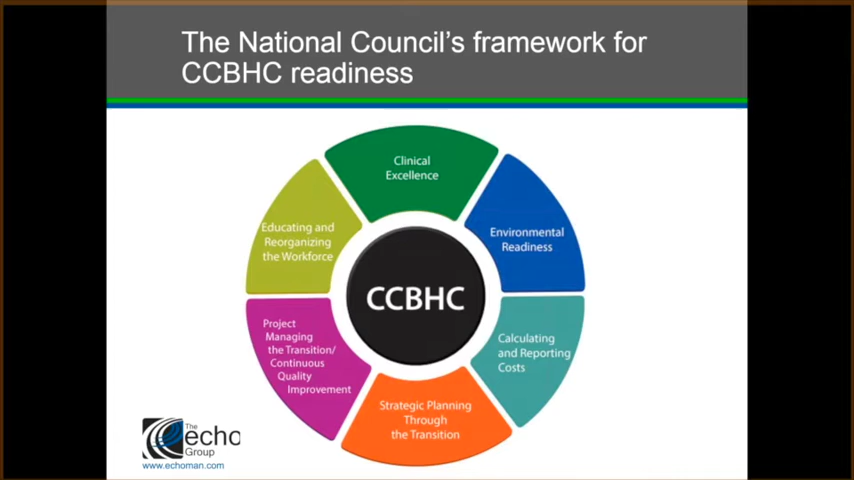 The National Council's framework for
CCBHC readiness
Clinical
Excellence
Environmental
Readiness
Calculating
and Reporting
Costs
Strategic Planning
Through
the Transition
Project
Managing
the Transition/
Continuous
Quality
Improvement
Educating and
Reorganizing
the Workforce
CCBHC
The
echo
Group
www.echoman.com